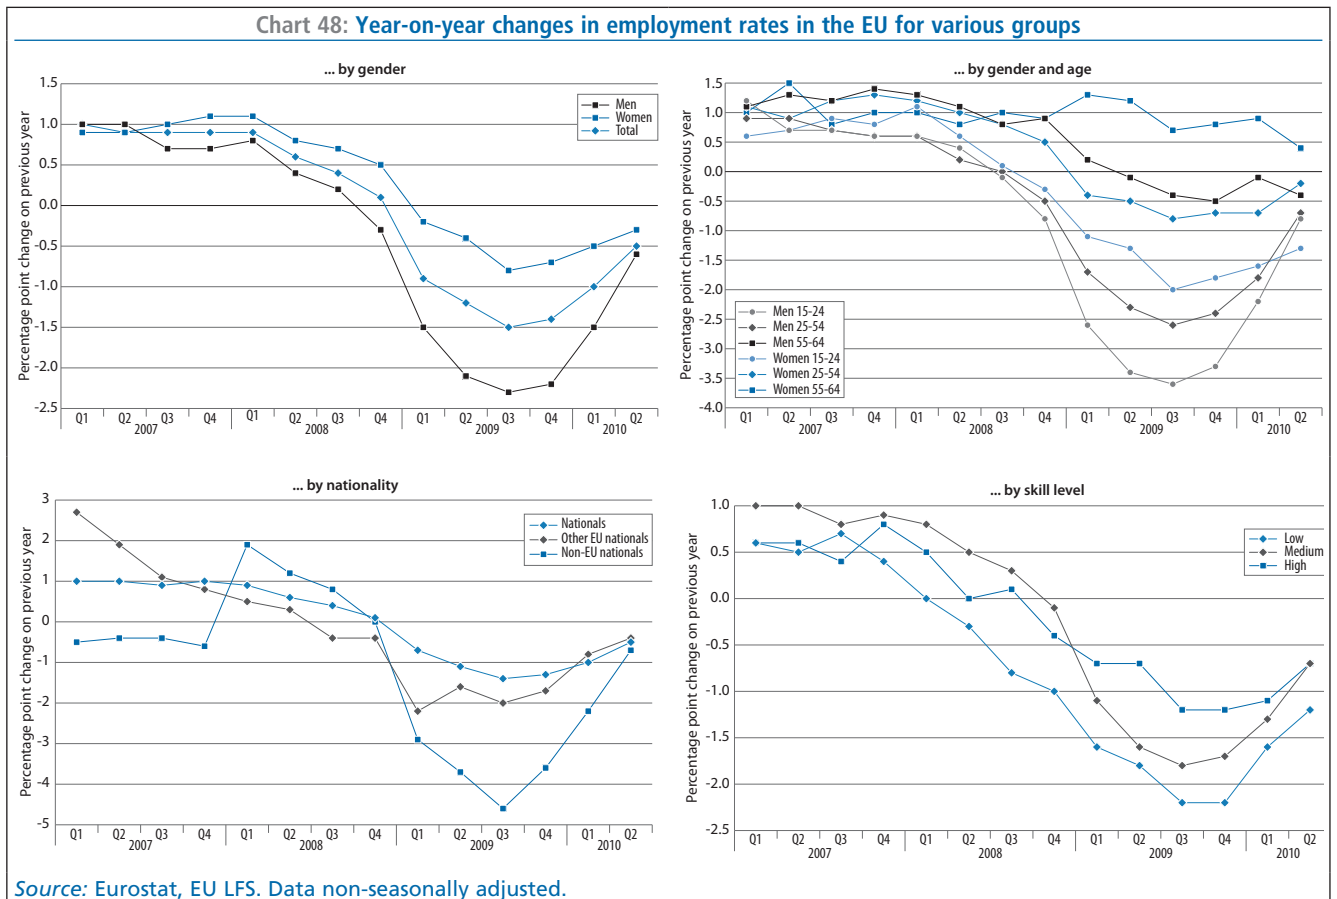 Chart 48: Year-on-year changes in employment rates in the EU for various groups
... by gender
Percentage point change on previous year
1.5
1.0
0.5
0.0
-0.5
-1.0
-1.5
-2.0
-2.5
Men
Women
Total
Q1 Q2 Q3 Q4 Q1 Q2 Q3 Q4 Q1 Q2 Q3 Q4 Q1 Q2
2007 2008 2009 2010
... by gender and age
Percentage point change on previous year
1.5
1.0
0.5
0.0
-0.5
-1.0
-1.5
-2.0
-2.5
-3.0
-3.5
-4.0
Men 15-24
Men 25-54
Men 55-64
Women 15-24
Women 25-54
Women 55-64
Q1 Q2 Q3 Q4 Q1 Q2 Q3 Q4 Q1 Q2 Q3 Q4 Q1 Q2
2007 2008 2009 2010
... by nationality
Percentage point change on previous year
3
2
1
0
-1
-2
-3
-4
-5
Nationals
Other EU nationals
Non-EU nationals
Q1 Q2 Q3 Q4 Q1 Q2 Q3 Q4 Q1 Q2 Q3 Q4 Q1 Q2
2007 2008 2009 2010
... by skill level
Percentage point change on previous year
1.0
0.5
0.0
-0.5
-1.0
-1.5
-2.0
-2.5
Low
Medium
High
Q1 Q2 Q3 Q4 Q1 Q2 Q3 Q4 Q1 Q2 Q3 Q4 Q1 Q2
2007 2008 2009 2010
Source: Eurostat, EU LFS. Data non-seasonally adjusted.